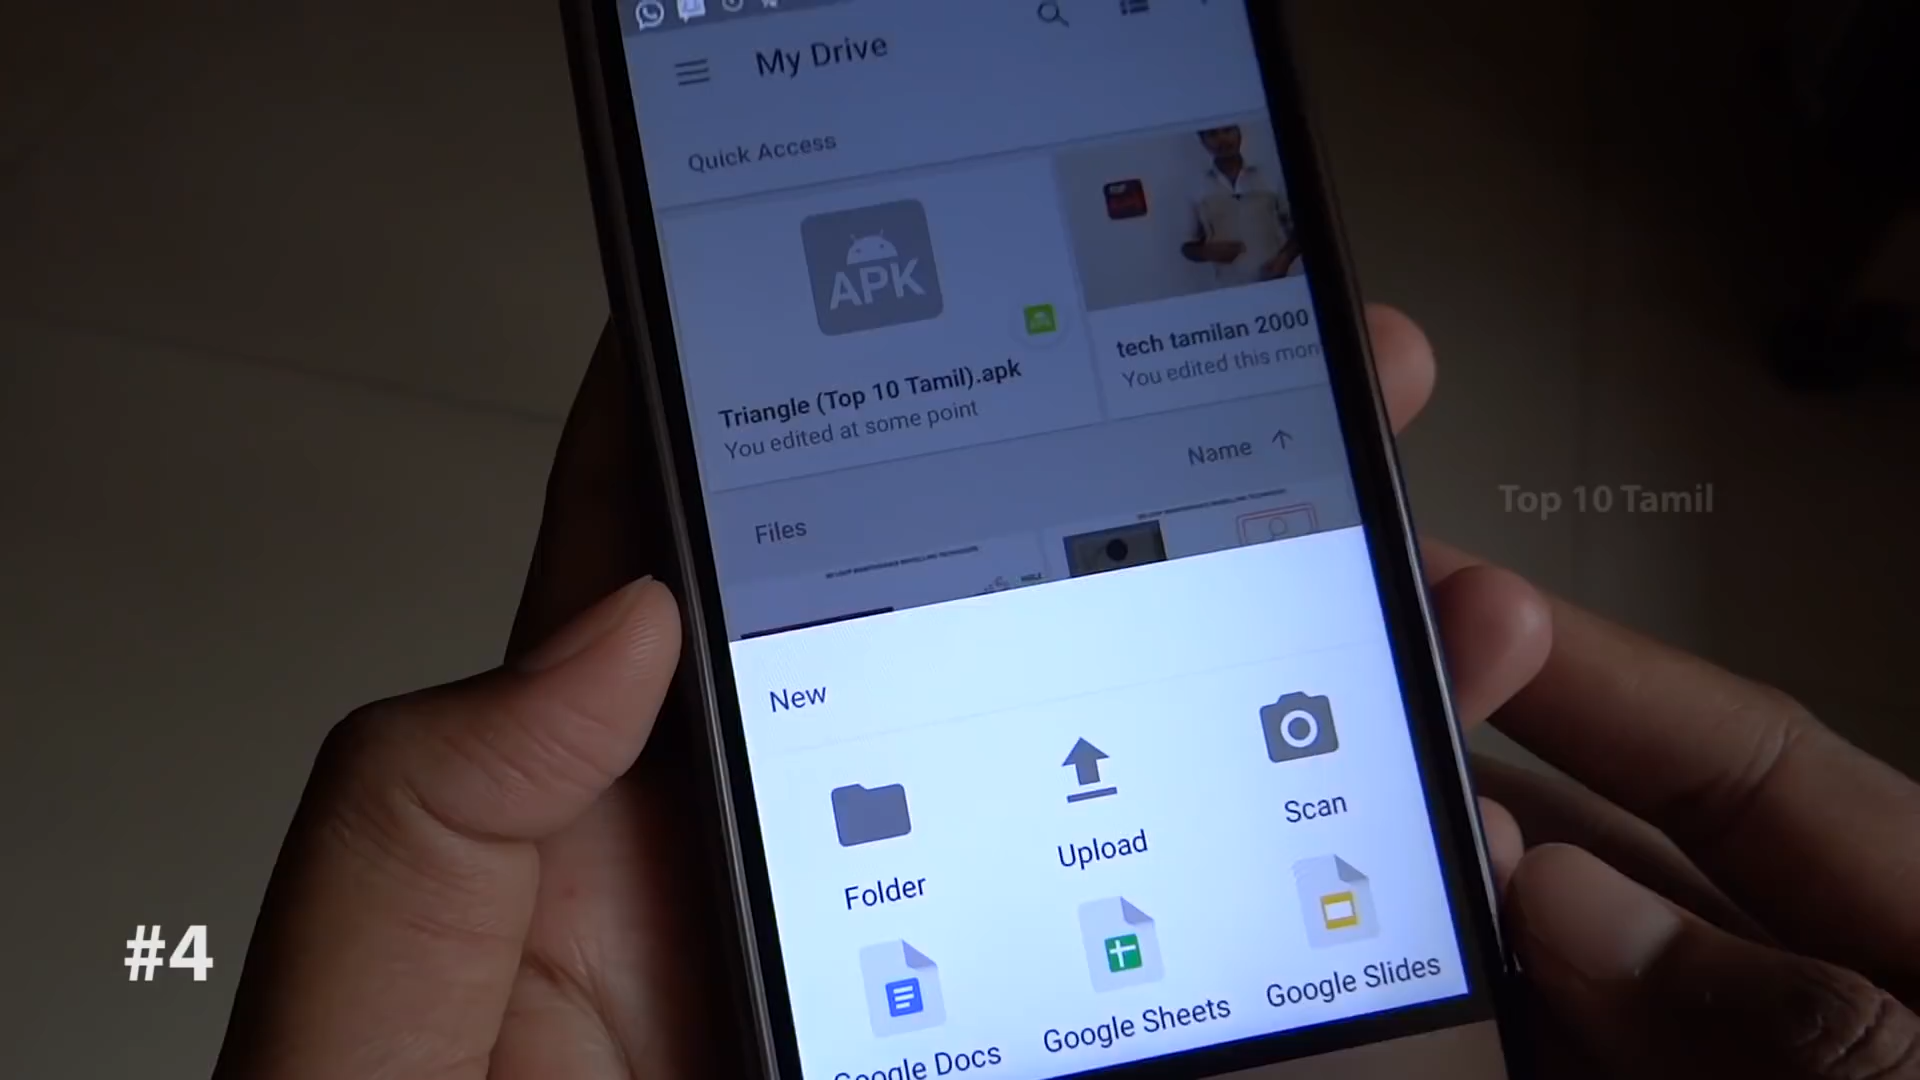 My Drive
Quick Access
APK
Triangle (Top 10 Tamil).apk
You edited at some point
tech tamilan 2000
You edited this mon
Name
Files
Top 10 Tamil
New
Folder
Upload
Scan
Google Docs
Google Sheets
Google Slides
#4